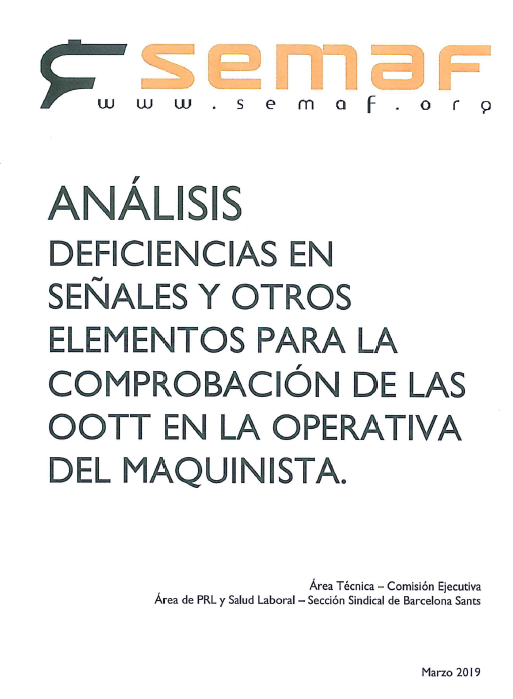 semaf
www.semaf.org
ANÁLISIS
DEFICIENCIAS EN
SEÑALES Y OTROS
ELEMENTOS PARA LA
COMPROBACIÓN DE LAS
OOTT EN LA OPERATIVA
DEL MAQUINISTA.
Área Técnica – Comisión Ejecutiva
Área de PRL y Salud Laboral – Sección Sindical de Barcelona Sants
Marzo 2019